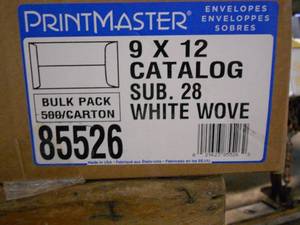 PRINTMASTER®
ENVELOPES
ENVELOPPES
SOBRES
9 X 12
CATALOG
SUB. 28
WHITE WOVE
BULK PACK
500/CARTON
85526